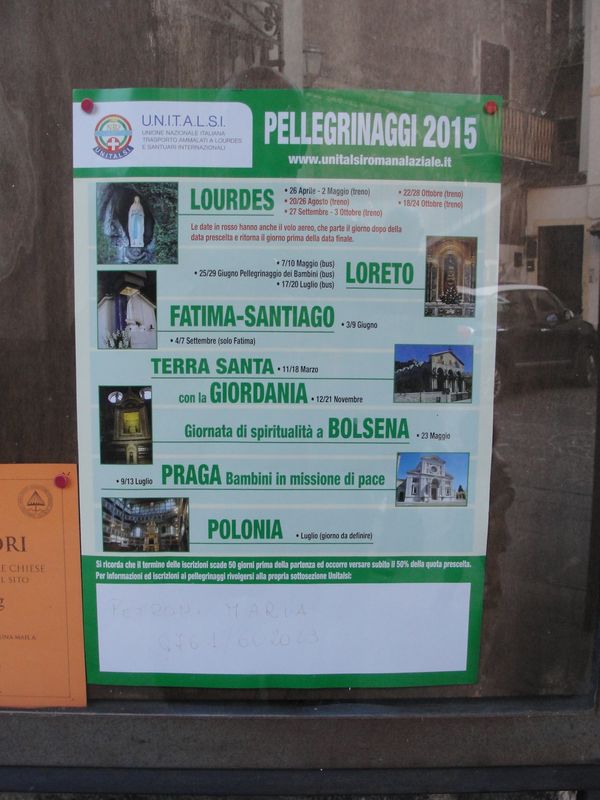 U.N.I.T.A.L.S.I.
UNIONE NAZIONALE ITALIANA
TRASPORTO AMMALATI A LOURDES
E SANTUARI INTERNAZIONALI
UNITALSI
PELLEGRINAGGI 2015
www.unitalsiromanalaziale.it
LOURDES
• 26 Aprile - 2 Maggio (treno)
• 20/26 Agosto (treno)
• 27 Settembre - 3 Ottobre (treno)
• 22/28 Ottobre (treno)
• 18/24 Ottobre (treno)
Le date in rosso hanno anche il volo aereo, che parte il giorno dopo della
data prescelta e ritorna il giorno prima della data finale.
• 7/10 Maggio (bus)
• 25/29 Giugno Pellegrinaggio dei Bambini (bus)
• 17/20 Luglio (bus)
LORETO
FATIMA-SANTIAGO • 3/9 Giugno
• 4/7 Settembre (solo Fatima)
TERRA SANTA • 11/18 Marzo
con la GIORDANIA • 12/21 Novembre
Giornata di spiritualità a BOLSENA • 23 Maggio
• 9/13 Luglio PRAGA Bambini in missione di pace
POLONIA • Luglio (giorno da definire)
Si ricorda che il termine delle iscrizioni scade 50 giorni prima della partenza ed occorre versare subito il 50% della quota prescelta.
Per informazioni ed iscrizioni ai pellegrinaggi rivolgersi alla propria sottosezione Unitalsi:
MARIA
ORI
E CHIESE
L SITO